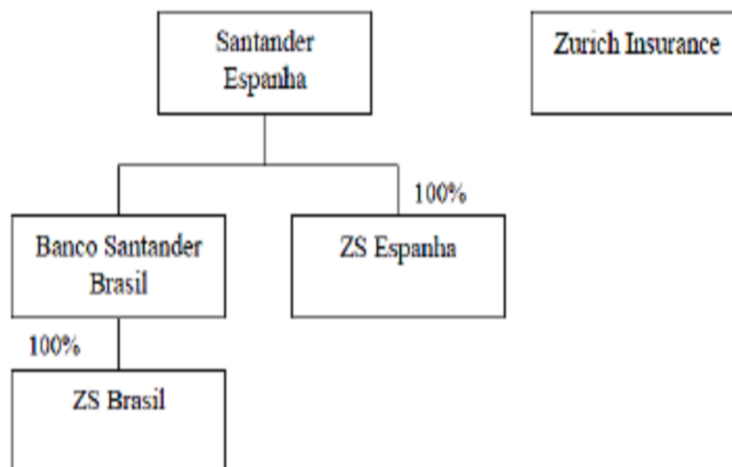 Santander
Espanha
Zurich Insurance
100%
Banco Santander
Brasil
ZS Espanha
100%
ZS Brasil